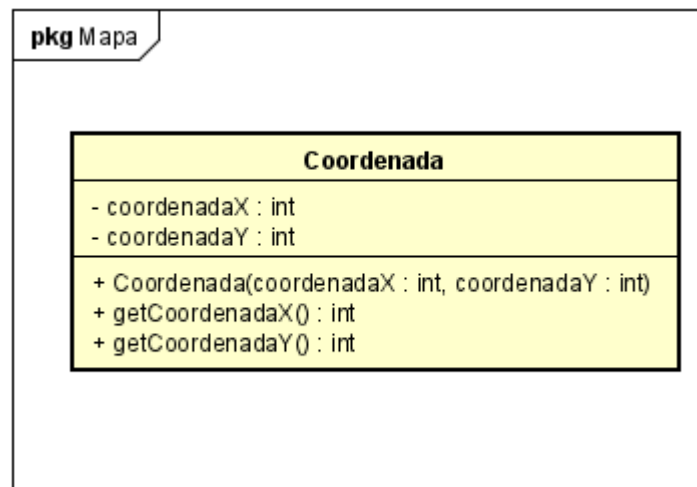 pkg Mapa
Coordenada
- coordenadaX : int
- coordenadaY : int
+ Coordenada(coordenadaX : int, coordenadaY : int)
+ getCoordenadaX() : int
+ getCoordenadaY() : int